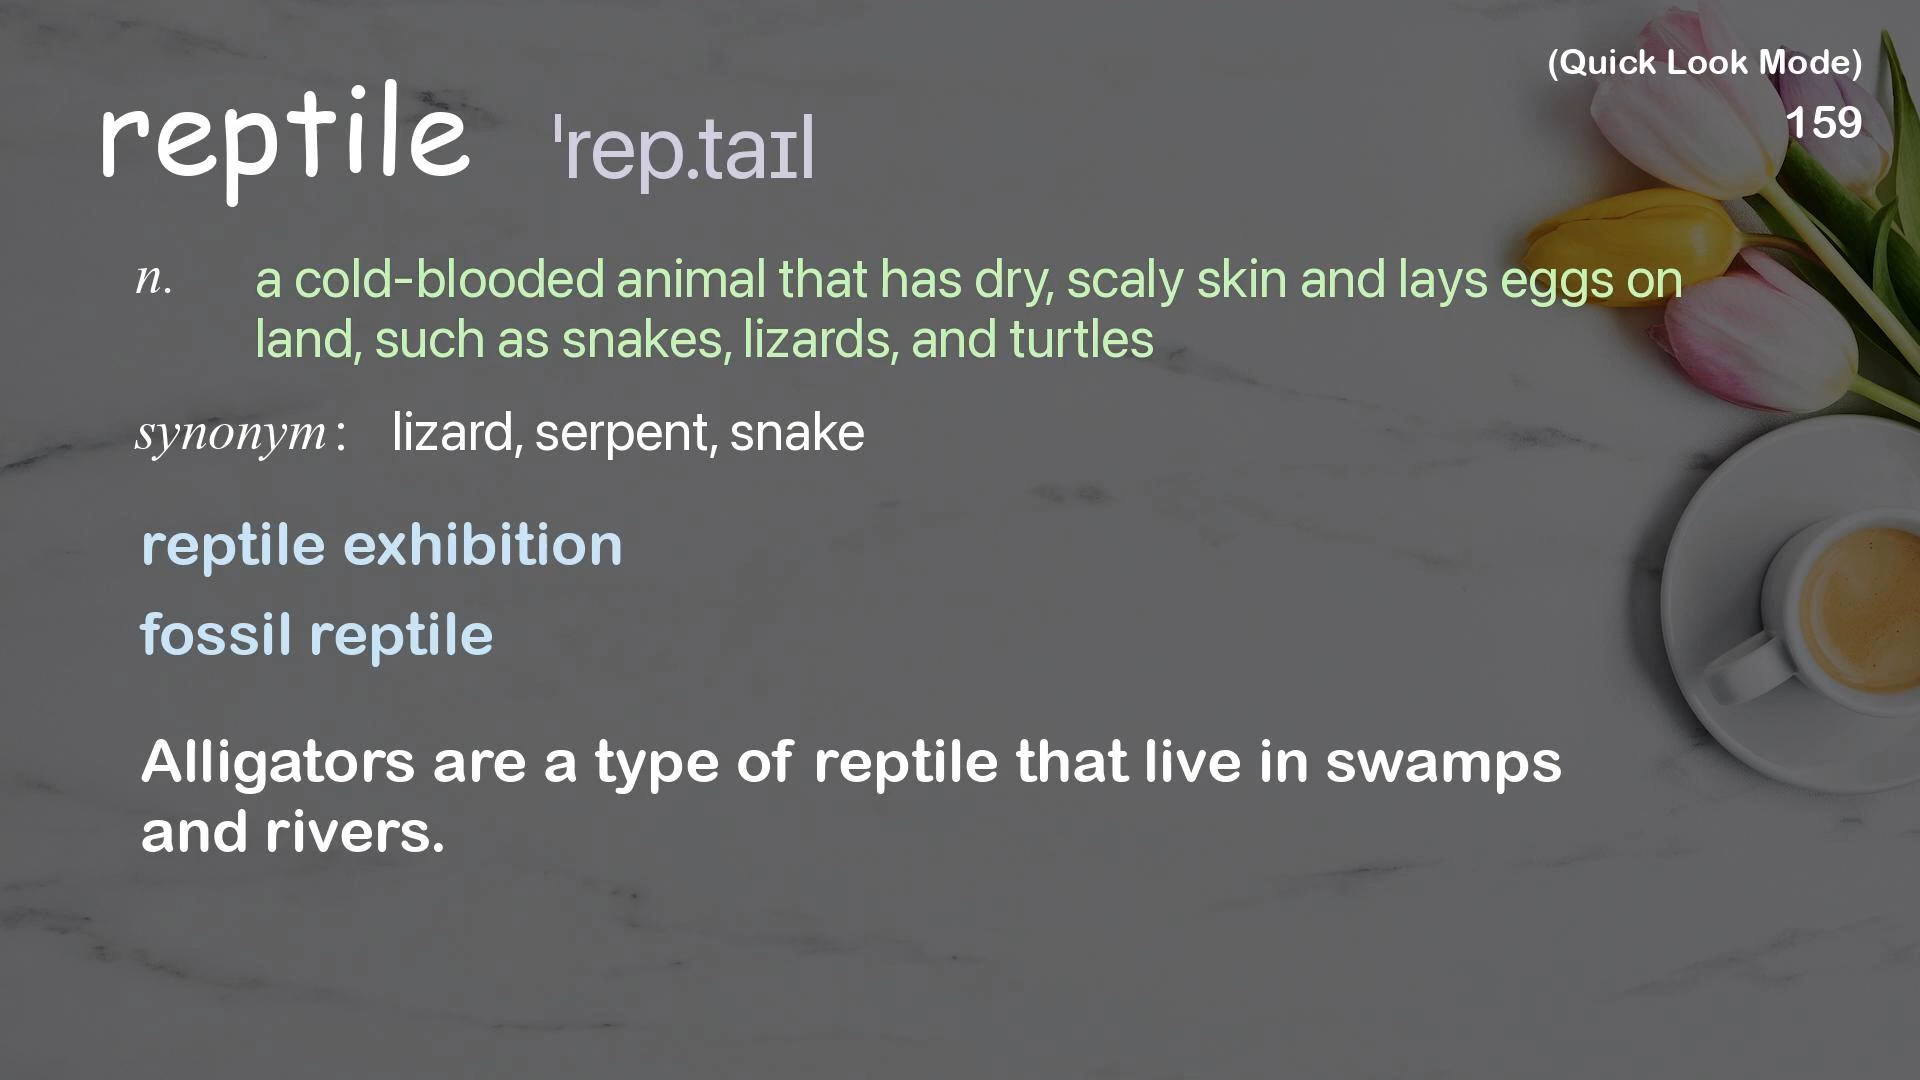 (Quick Look Mode)
159
reptile ˈrep.taɪl
n. a cold-blooded animal that has dry, scaly skin and lays eggs on
land, such as snakes, lizards, and turtles
synonym: lizard, serpent, snake
reptile exhibition
fossil reptile
Alligators are a type of reptile that live in swamps
and rivers.